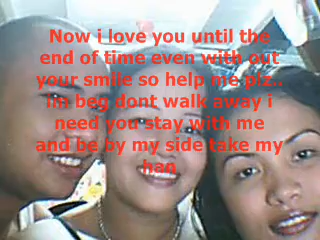 Now i love you until the
end of time even with out
your smile so help me plz..
im beg dont walk away i
need you stay with me
and be by my side take my
han